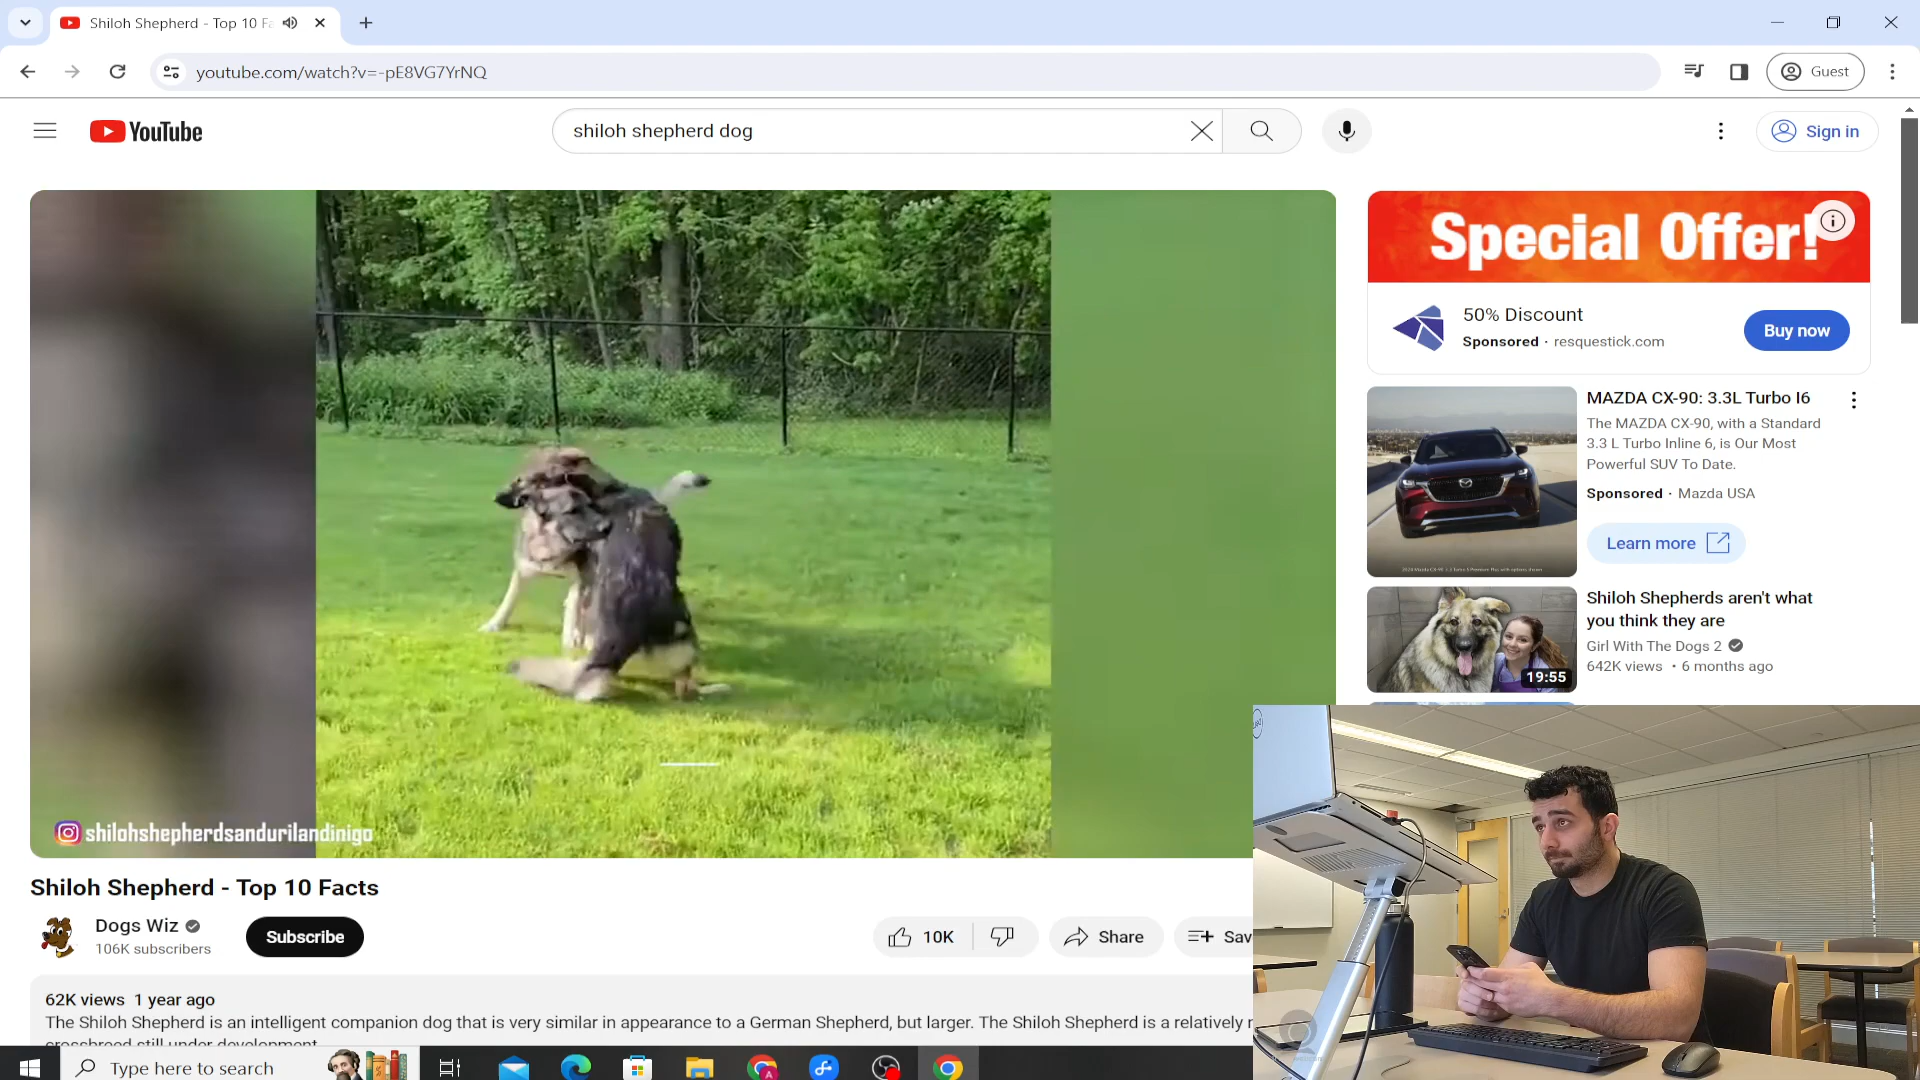 Shiloh Shepherd - Top 10 Fa
youtube.com/watch?v=-pE8VG7YrNQ
Guest
YouTube
shiloh shepherd dog
Sign in
Special Offer!
50% Discount
Sponsored · resquestick.com
Buy now
MAZDA CX-90: 3.3L Turbo I6
The MAZDA CX-90, with a Standard
3.3 L Turbo Inline 6, is Our Most
Powerful SUV To Date.
Sponsored · Mazda USA
Learn more
Shiloh Shepherds aren't what
you think they are
Girl With The Dogs 2
642K views • 6 months ago
19:55
shilohshepherdsandurilandinigo
Shiloh Shepherd - Top 10 Facts
Dogs Wiz
106K subscribers
Subscribe
10K
Share
Sav
62K views 1 year ago
The Shiloh Shepherd is an intelligent companion dog that is very similar in appearance to a German Shepherd, but larger. The Shiloh Shepherd is a relatively
crossbreed still under development
Type here to search